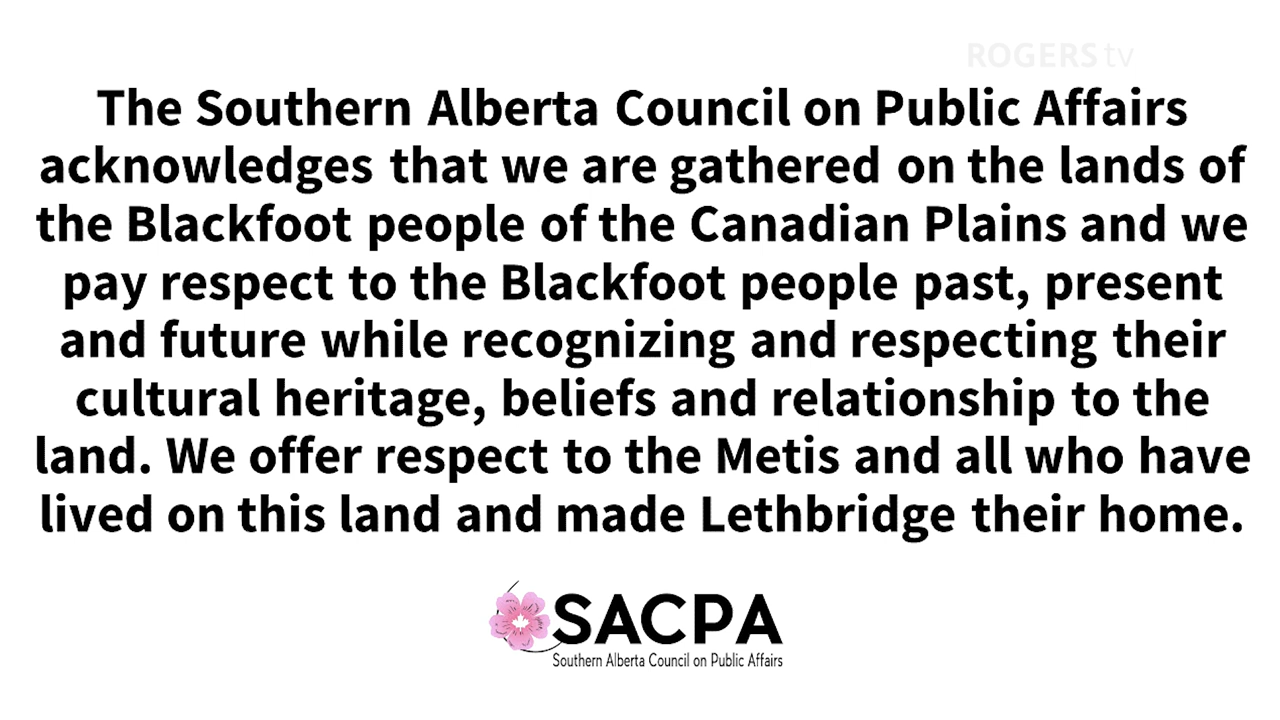 ROGERS tv
The Southern Alberta Council on Public Affairs
acknowledges that we are gathered on the lands of
the Blackfoot people of the Canadian Plains and we
pay respect to the Blackfoot people past, present
and future while recognizing and respecting their
cultural heritage, beliefs and relationship to the
land. We offer respect to the Metis and all who have
lived on this land and made Lethbridge their home.
SACPA
Southern Alberta Council on Public Affairs